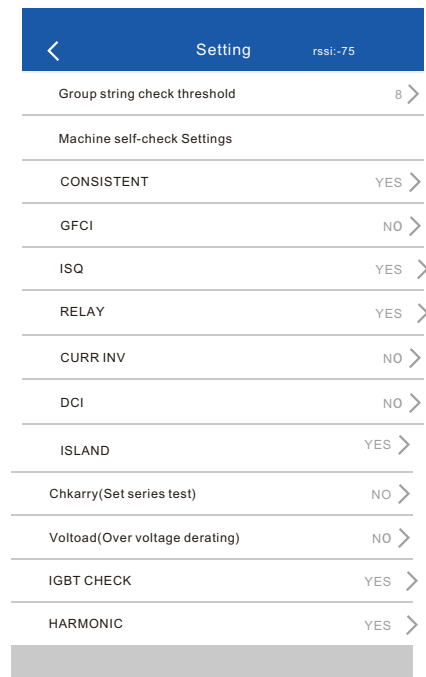 Setting rssi:-75
Group string check threshold 8
Machine self-check Settings
CONSISTENT YES
GFCI NO
ISQ YES
RELAY YES
CURR INV NO
DCI NO
ISLAND YES
Chkarry(Set series test) NO
Voltoad(Over voltage derating) NO
IGBT CHECK YES
HARMONIC YES